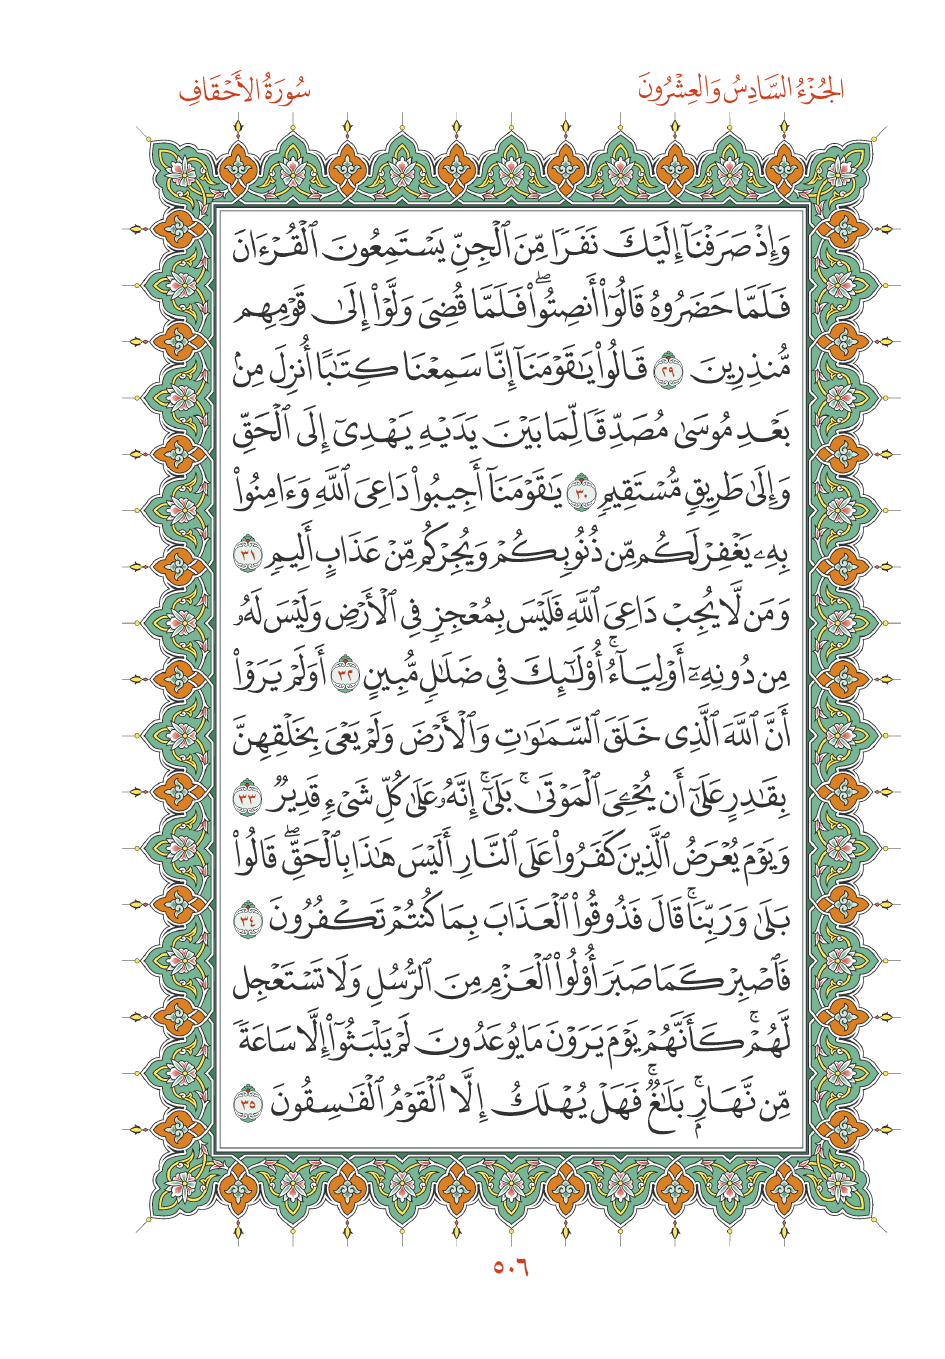 الجُزْءُ السَّادِسُ وَالعِشْرُونَ
سُورَةُ الأَحْقَافِ
وَإِذْ صَرَفْنَآ إِلَيْكَ نَفَرٗا مِّنَ ٱلْجِنِّ يَسْتَمِعُونَ ٱلْقُرْءَانَ
فَلَمَّا حَضَرُوهُ قَالُوٓاْ أَنصِتُواْۖ فَلَمَّا قُضِىَ وَلَّوْاْ إِلَىٰ قَوْمِهِم
مُّنذِرِينَ ٢٩ قَالُواْ يَٰقَوْمَنَآ إِنَّا سَمِعْنَا كِتَٰبًا أُنزِلَ مِنۢ
بَعْدِ مُوسَىٰ مُصَدِّقٗا لِّمَا بَيْنَ يَدَيْهِ يَهْدِىٓ إِلَى ٱلْحَقِّ
وَإِلَىٰ طَرِيقٖ مُّسْتَقِيمٖ ٣٠ يَٰقَوْمَنَآ أَجِيبُواْ دَاعِىَ ٱللَّهِ وَءَامِنُواْ
بِهِۦ يَغْفِرْ لَكُم مِّن ذُنُوبِكُمْ وَيُجِرْكُم مِّنْ عَذَابٍ أَلِيمٖ ٣١
وَمَن لَّا يُجِبْ دَاعِىَ ٱللَّهِ فَلَيْسَ بِمُعْجِزٖ فِى ٱلْأَرْضِ وَلَيْسَ لَهُۥ
مِن دُونِهِۦٓ أَوْلِيَآءُۚ أُوْلَٰٓئِكَ فِى ضَلَٰلٖ مُّبِينٍ ٣٢ أَوَلَمْ يَرَوْاْ
أَنَّ ٱللَّهَ ٱلَّذِى خَلَقَ ٱلسَّمَٰوَٰتِ وَٱلْأَرْضَ وَلَمْ يَعْىَ بِخَلْقِهِنَّ
بِقَٰدِرٍ عَلَىٰٓ أَن يُحْـِۧىَ ٱلْمَوْتَىٰۚ بَلَىٰٓۚ إِنَّهُۥ عَلَىٰ كُلِّ شَىْءٖ قَدِيرٞ ٣٣
وَيَوْمَ يُعْرَضُ ٱلَّذِينَ كَفَرُواْ عَلَى ٱلنَّارِ أَلَيْسَ هَٰذَا بِٱلْحَقِّۖ قَالُواْ
بَلَىٰ وَرَبِّنَاۚ قَالَ فَذُوقُواْ ٱلْعَذَابَ بِمَا كُنتُمْ تَكْفُرُونَ ٣٤
فَٱصْبِرْ كَمَا صَبَرَ أُوْلُواْ ٱلْعَزْمِ مِنَ ٱلرُّسُلِ وَلَا تَسْتَعْجِل
لَّهُمْۚ كَأَنَّهُمْ يَوْمَ يَرَوْنَ مَا يُوعَدُونَ لَمْ يَلْبَثُوٓاْ إِلَّا سَاعَةٗ
مِّن نَّهَارِۭۚ بَلَٰغٞۚ فَهَلْ يُهْلَكُ إِلَّا ٱلْقَوْمُ ٱلْفَٰسِقُونَ ٣٥
٥٠٦